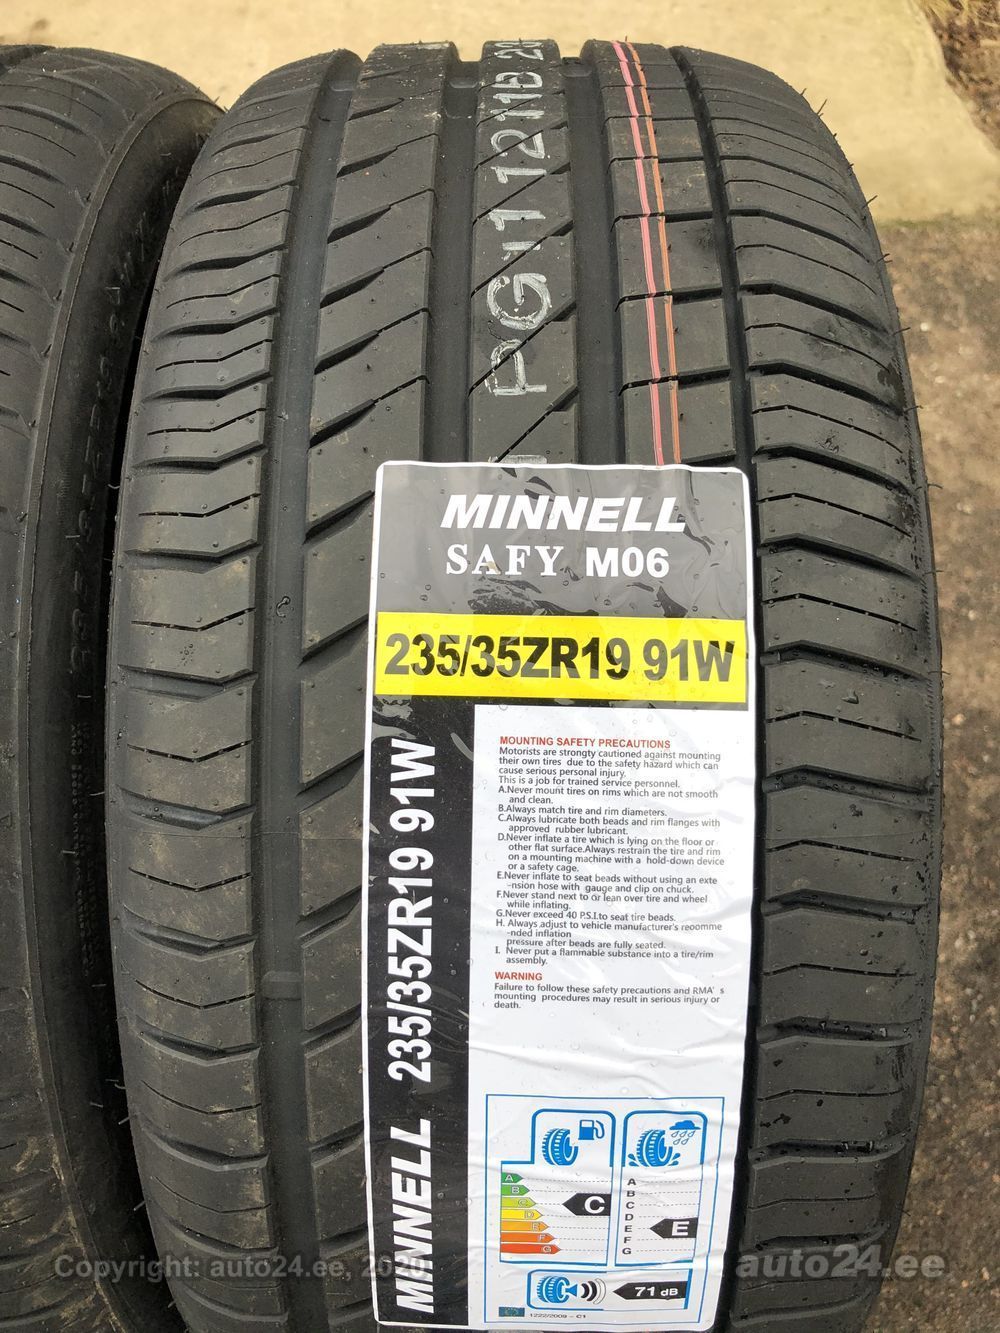 PG11211B
MINNELL
SAFY M06
235/35ZR19 91W
MINNELL 235/35ZR19 91W
MOUNTING SAFETY PRECAUTIONS
Motorists are strongty cautioned against mounting
their own tires due to the safety hazard which can
cause serious personal injury.
This is a job for trained service personnel.
A.Never mount tires on rims which are not smooth
and clean.
B.Always match tire and rim diameters.
C.Always lubricate both beads and rim flanges with
approved rubber lubricant.
D.Never inflate a tire which is lying on the floor or
other flat surface.Always restrain the tire and rim
on a mounting machine with a hold-down device
or a safety cage.
E.Never inflate to seat beads without using an exte
-nsion hose with gauge and clip on chuck.
F.Never stand next to or lean over tire and wheel
while inflating.
G.Never exceed 40 P.S.I.to seat tire beads.
H. Always adjust to vehicle manufacturer's reoomme
-nded inflation
pressure after beads are fully seated.
I. Never put a flammable substance into a tire/rim
assembly.
WARNING
Failure to follow these safety precautions and RMA' s
mounting procedures may result in serious injury or
death.
A
B
C
D
E
F
G
C
A
B
C
D
E
F
G
E
71 dB
1222/2009 - C1
Copyright: auto24.ee, 2020
auto24.ee